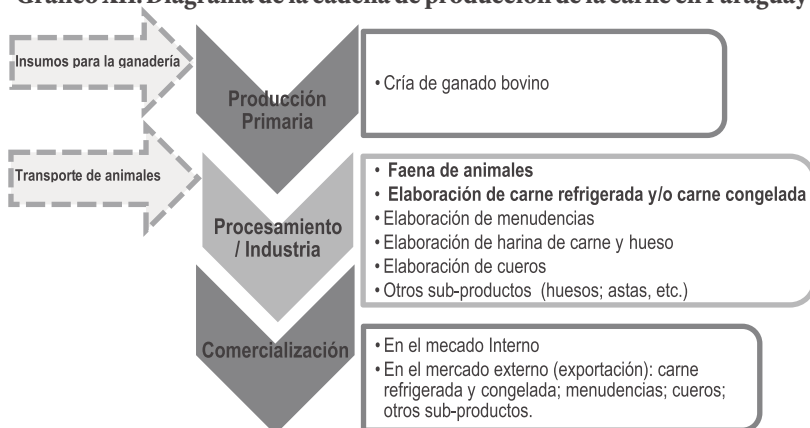 Gráfico XII. Diagrama de la cadena de producción de la carne en Paraguay
Insumos para la ganadería
Producción
Primaria
• Cría de ganado bovino
Transporte de animales
Procesamiento
/ Industria
• Faena de animales
• Elaboración de carne refrigerada y/o carne congelada
• Elaboración de menudencias
• Elaboración de harina de carne y hueso
• Elaboración de cueros
• Otros sub-productos (huesos; astas, etc.)
Comercialización
• En el mecado Interno
• En el mercado externo (exportación): carne
refrigerada y congelada; menudencias; cueros;
otros sub-productos.